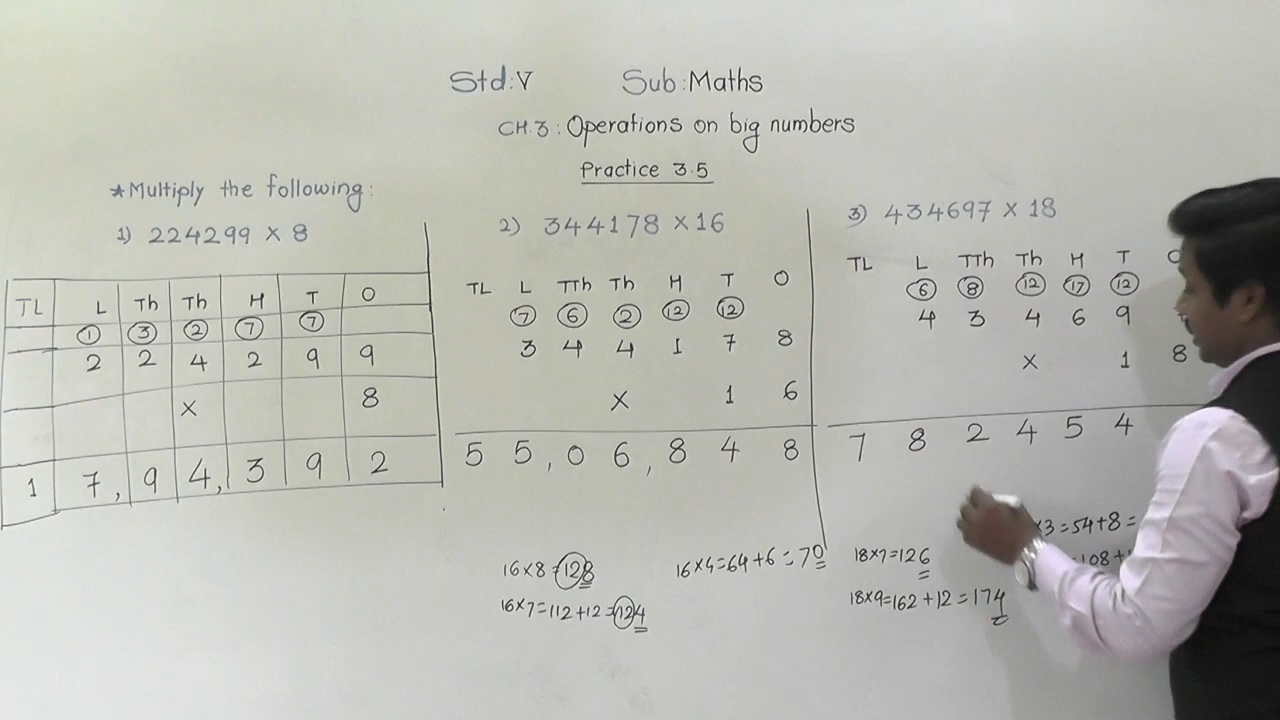 Std:V Sub:Maths
CH.3: Operations on big numbers
Practice 3.5
*Multiply the following:
1) 224299 × 8
TL L Th Th H T O
1 3 2 7 7
2 2 4 2 9 9
× 8
1 7, 9 4, 3 9 2
2) 344178 × 16
TL L TTh Th H T O
7 6 2 12 12
3 4 4 1 7 8
× 1 6
5 5, 0 6, 8 4 8
16×8=128
16×7=112+12=124
16×4=64+6=70
3) 434697 × 18
TL L TTh Th H T
6 8 12 17 12
4 3 4 6 9
× 1 8
7 8 2 4 5 4
18×7=126
18×9=162+12=174
×3=54+8=
=108+